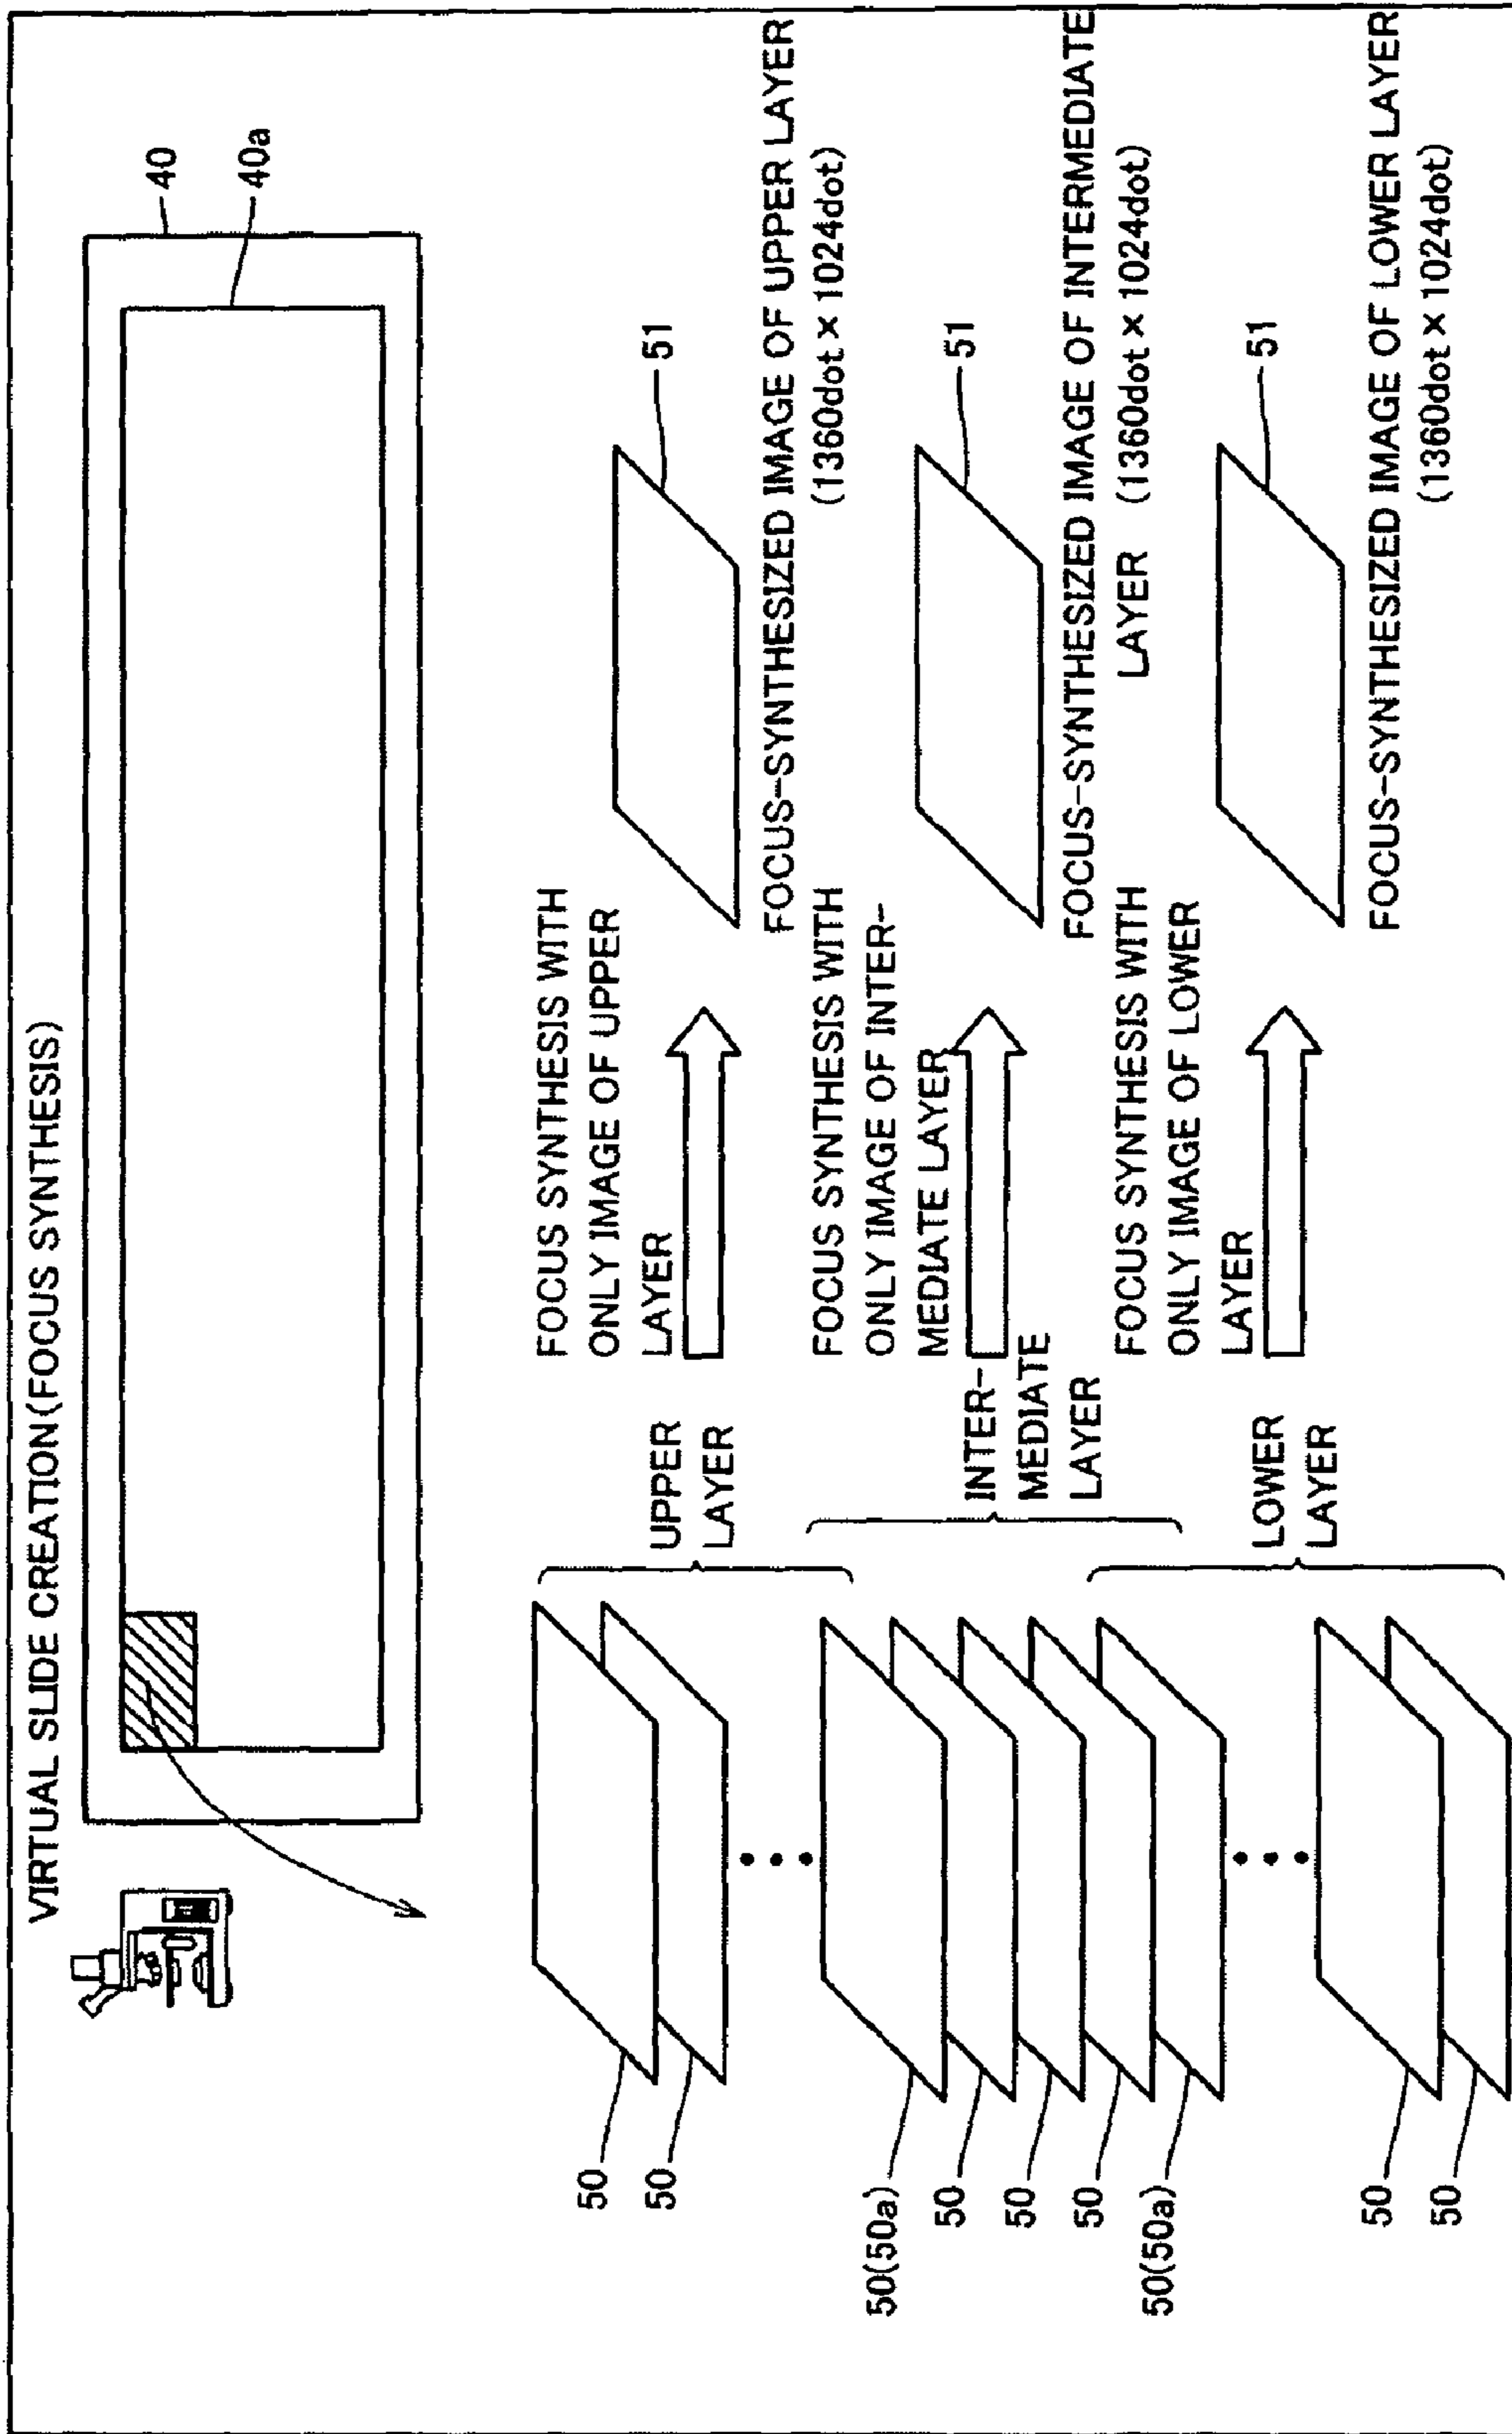 VIRTUAL SLIDE CREATION(FOCUS SYNTHESIS)
40
40a
50
50
50(50a)
50
50
50
50(50a)
50
50
UPPER
LAYER
INTER-
MEDIATE
LAYER
LOWER
LAYER
FOCUS SYNTHESIS WITH
ONLY IMAGE OF UPPER
LAYER
51
FOCUS-SYNTHESIZED IMAGE OF UPPER LAYER
(1360dot × 1024dot)
FOCUS SYNTHESIS WITH
ONLY IMAGE OF INTER-
MEDIATE LAYER
51
FOCUS-SYNTHESIZED IMAGE OF INTERMEDIATE
LAYER (1360dot × 1024dot)
FOCUS SYNTHESIS WITH
ONLY IMAGE OF LOWER
LAYER
51
FOCUS-SYNTHESIZED IMAGE OF LOWER LAYER
(1360dot × 1024dot)